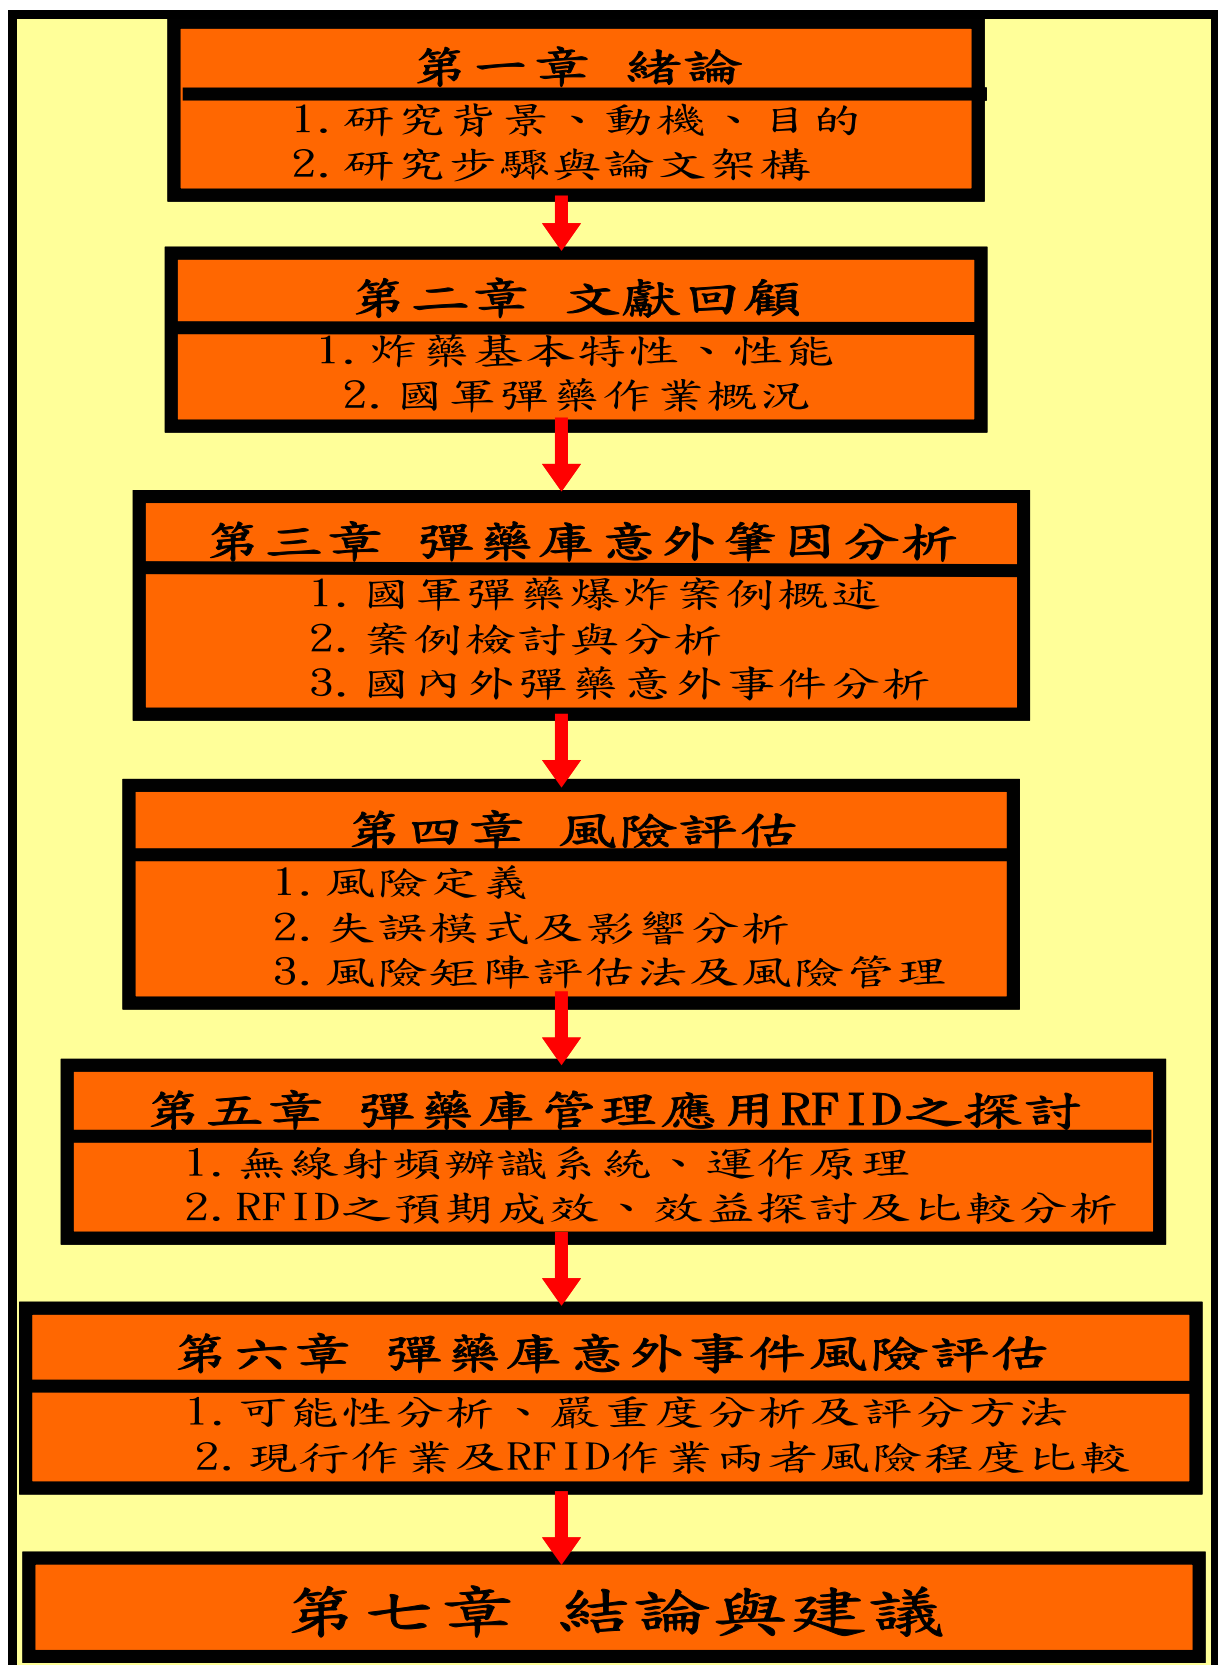 第一章 緒論
1. 研究背景、動機、目的
2. 研究步驟與論文架構
第二章 文獻回顧
1. 炸藥基本特性、性能
2. 國軍彈藥作業概況
第三章 彈藥庫意外肇因分析
1. 國軍彈藥爆炸案例概述
2. 案例檢討與分析
3. 國內外彈藥意外事件分析
第四章 風險評估
1. 風險定義
2. 失誤模式及影響分析
3. 風險矩陣評估法及風險管理
第五章 彈藥庫管理應用RFID之探討
1. 無線射頻辦識系統、運作原理
2. RFID之預期成效、效益探討及比較分析
第六章 彈藥庫意外事件風險評估
1. 可能性分析、嚴重度分析及評分方法
2. 現行作業及RFID作業兩者風險程度比較
第七章 結論與建議